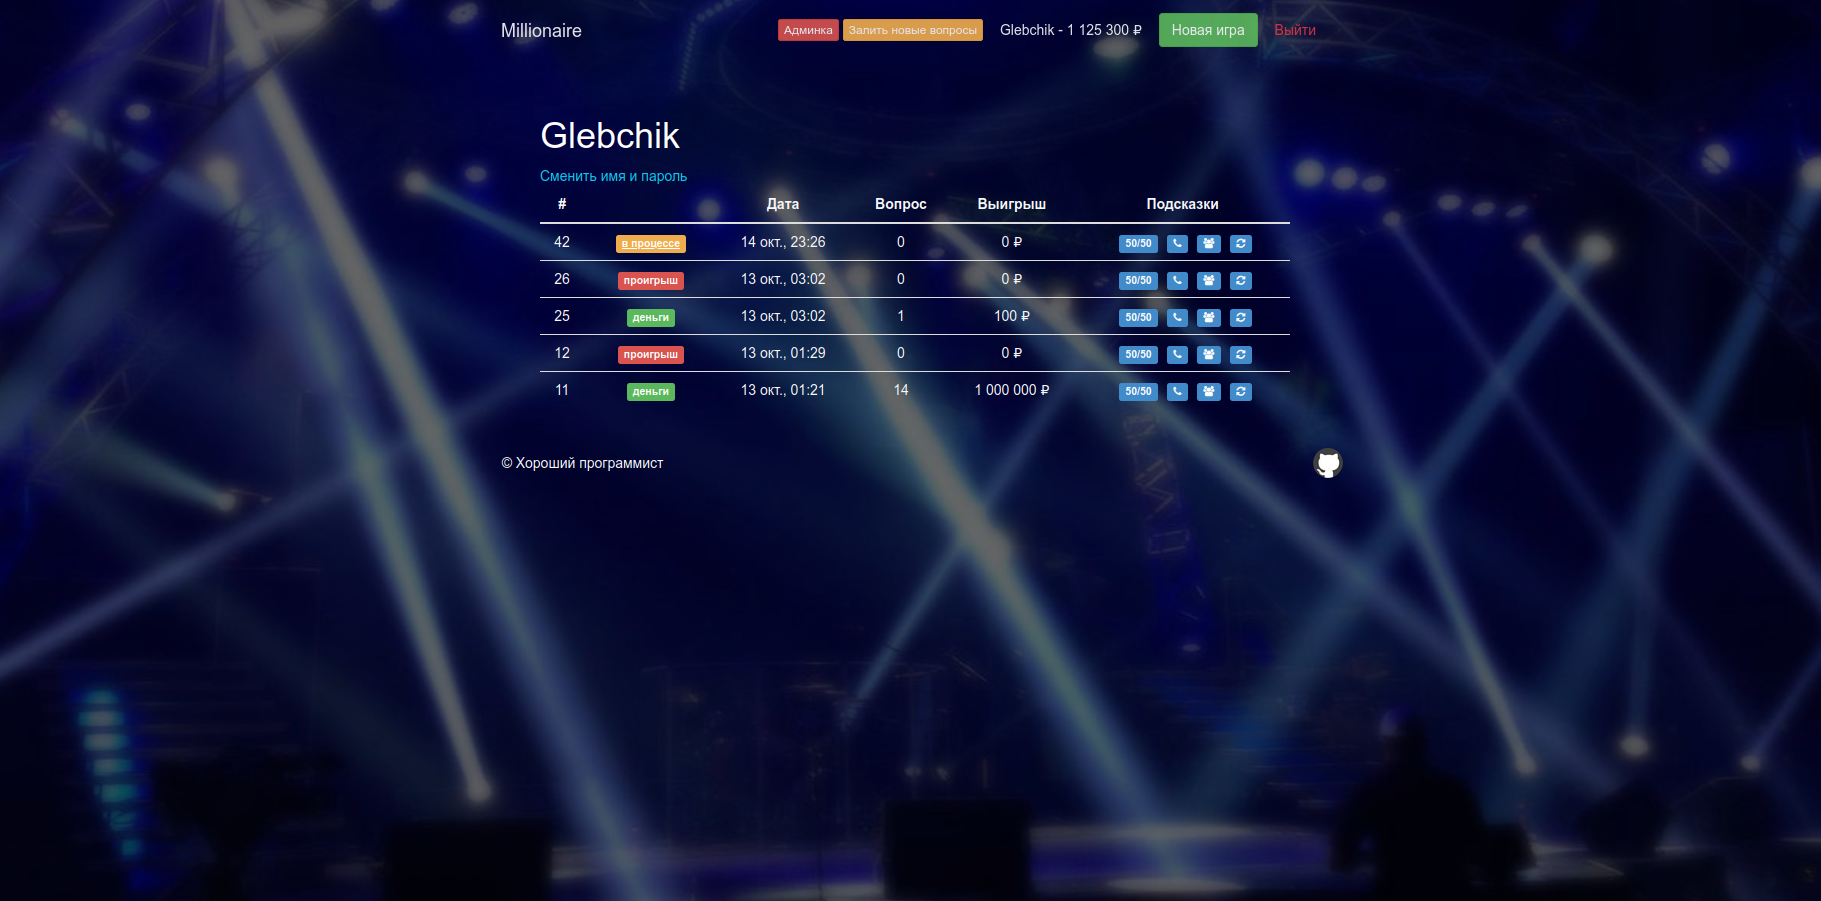 Millionaire Админка Залить новые вопросы Glebchik - 1 125 300 ₽ Новая игра Выйти
Glebchik
Сменить имя и пароль
# Дата Вопрос Выигрыш Подсказки
42 в процессе 14 окт., 23:26 0 0 ₽ 50/50
26 проигрыш 13 окт., 03:02 0 0 ₽ 50/50
25 деньги 13 окт., 03:02 1 100 ₽ 50/50
12 проигрыш 13 окт., 01:29 0 0 ₽ 50/50
11 деньги 13 окт., 01:21 14 1 000 000 ₽ 50/50
© Хороший программист